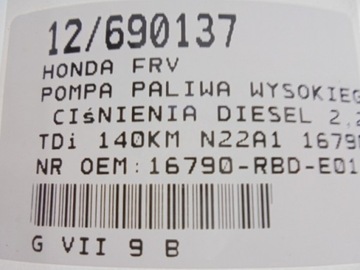 12/690137
HONDA FRV
POMPA PALIWA WYSOKIEG
CIśNIENIA DIESEL 2,2
TDi 140KM N22A1 1679
NR OEM:16790-RBD-E01
G VII 9 B